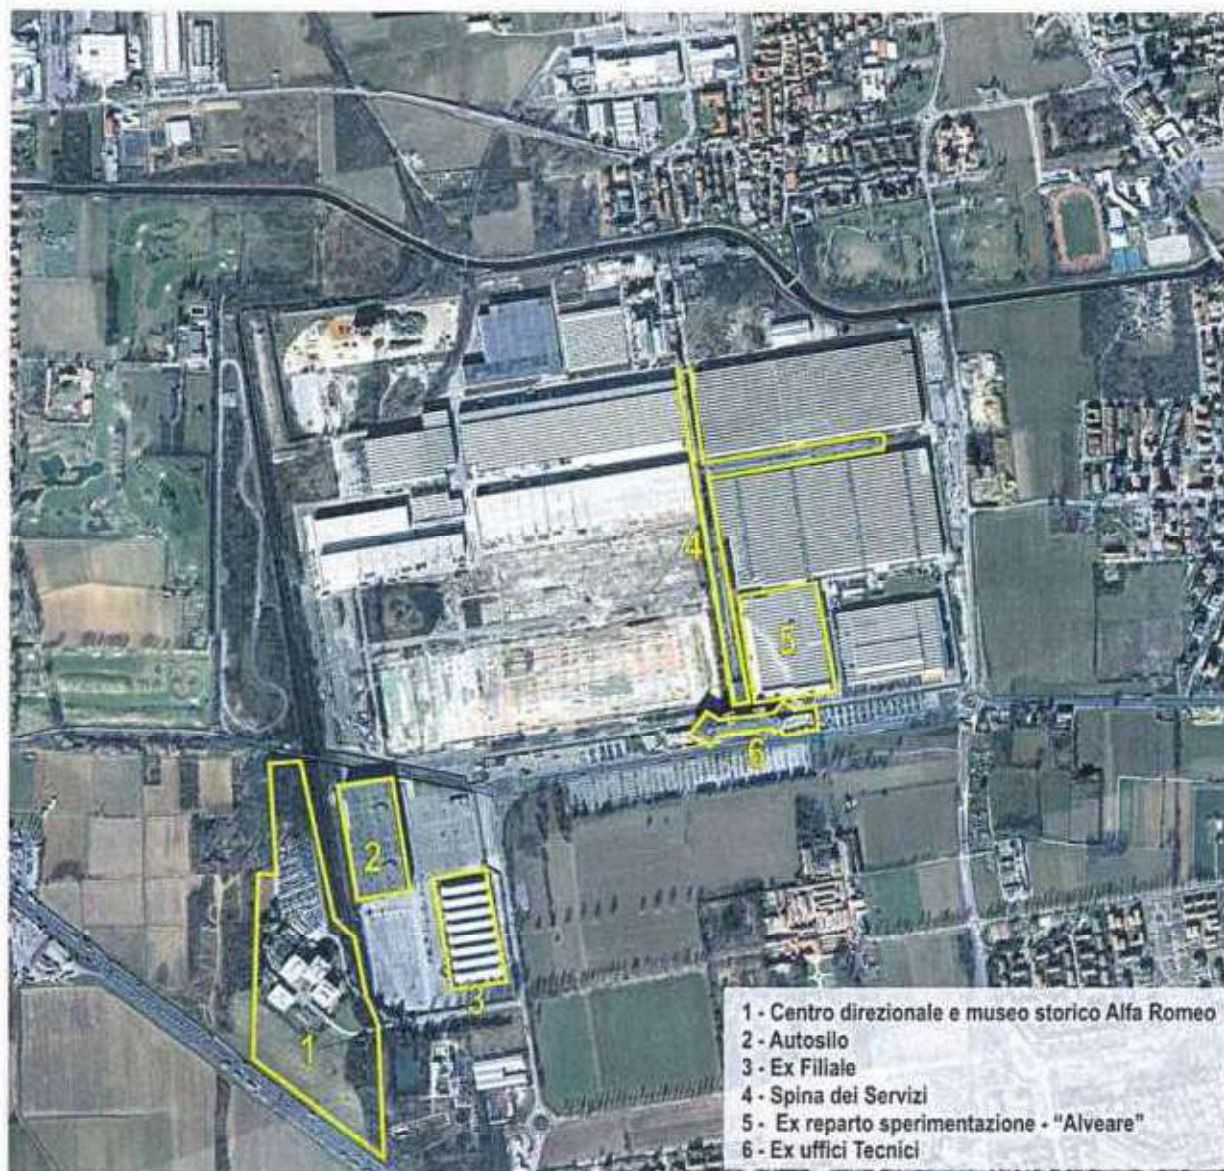 4
5
6
2
3
1
1 - Centro direzionale e museo storico Alfa Romeo
2 - Autosilo
3 - Ex Filiale
4 - Spina dei Servizi
5 - Ex reparto sperimentazione - “Alveare”
6 - Ex uffici Tecnici